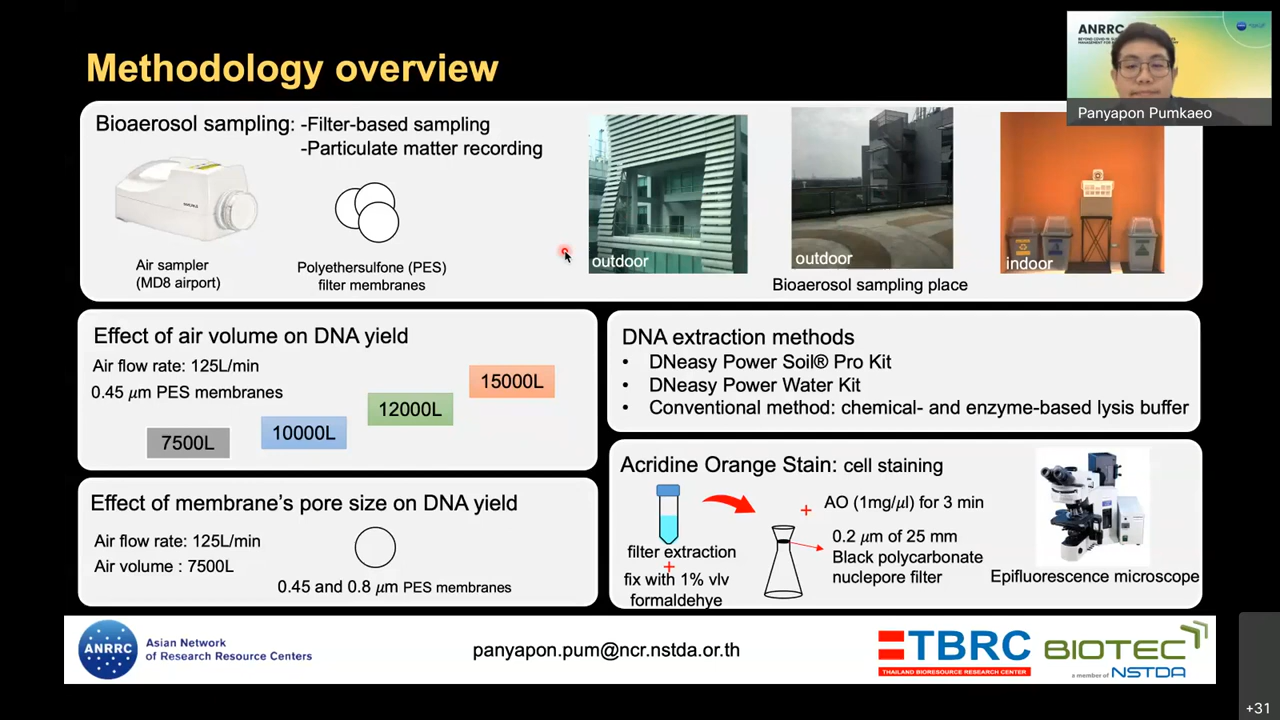 Methodology overview
ANRRC
Panyapon Pumkaeo
Bioaerosol sampling: -Filter-based sampling
-Particulate matter recording
Air sampler
(MD8 airport)
Polyethersulfone (PES)
filter membranes
outdoor
outdoor
indoor
Bioaerosol sampling place
Effect of air volume on DNA yield
Air flow rate: 125L/min
0.45 μm PES membranes
7500L
10000L
12000L
15000L
DNA extraction methods
• DNeasy Power Soil® Pro Kit
• DNeasy Power Water Kit
• Conventional method: chemical- and enzyme-based lysis buffer
Effect of membrane's pore size on DNA yield
Air flow rate: 125L/min
Air volume : 7500L
0.45 and 0.8 μm PES membranes
Acridine Orange Stain: cell staining
filter extraction
+
fix with 1% vlv
formaldehye
+ AO (1mg/μl) for 3 min
0.2 μm of 25 mm
Black polycarbonate
nuclepore filter
Epifluorescence microscope
ANRRC
Asian Network
of Research Resource Centers
panyapon.pum@ncr.nstda.or.th
TBRC
THAILAND BIORESOURCE RESEARCH CENTER
BIOTEC
a member of NSTDA
+31